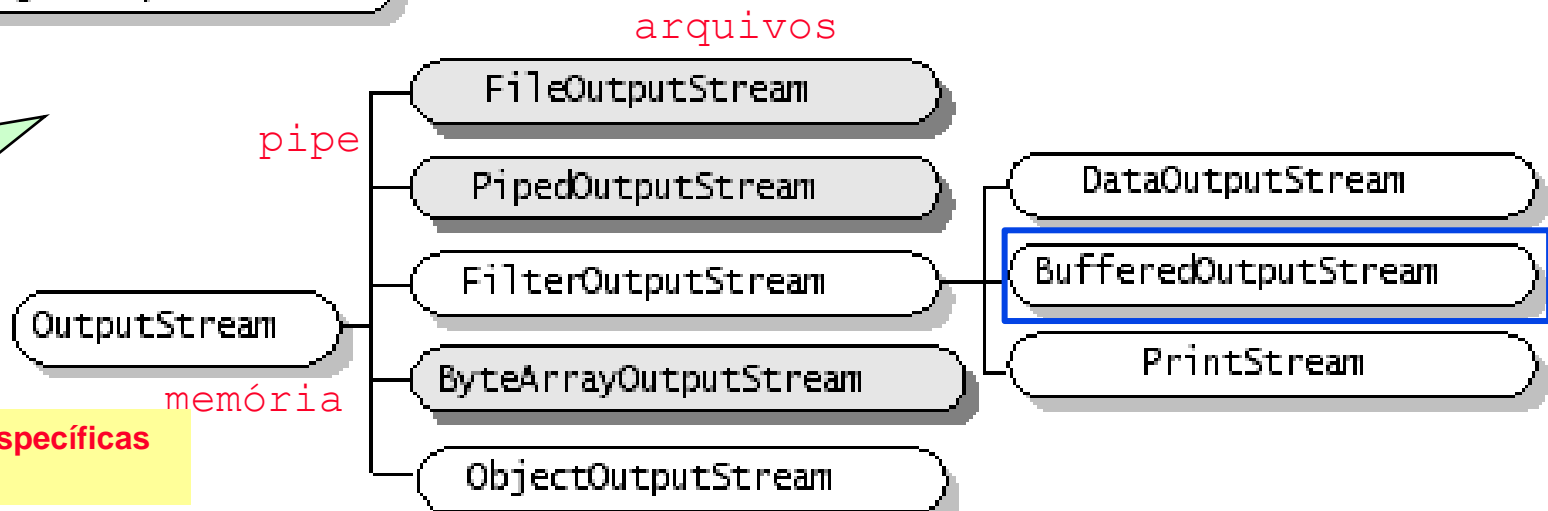 arquivos
FileOutputStream
pipe
PipedOutputStream
DataOutputStream
FilterOutputStream
BufferedOutputStream
OutputStream
PrintStream
ByteArrayOutputStream
memória
specíficas
ObjectOutputStream